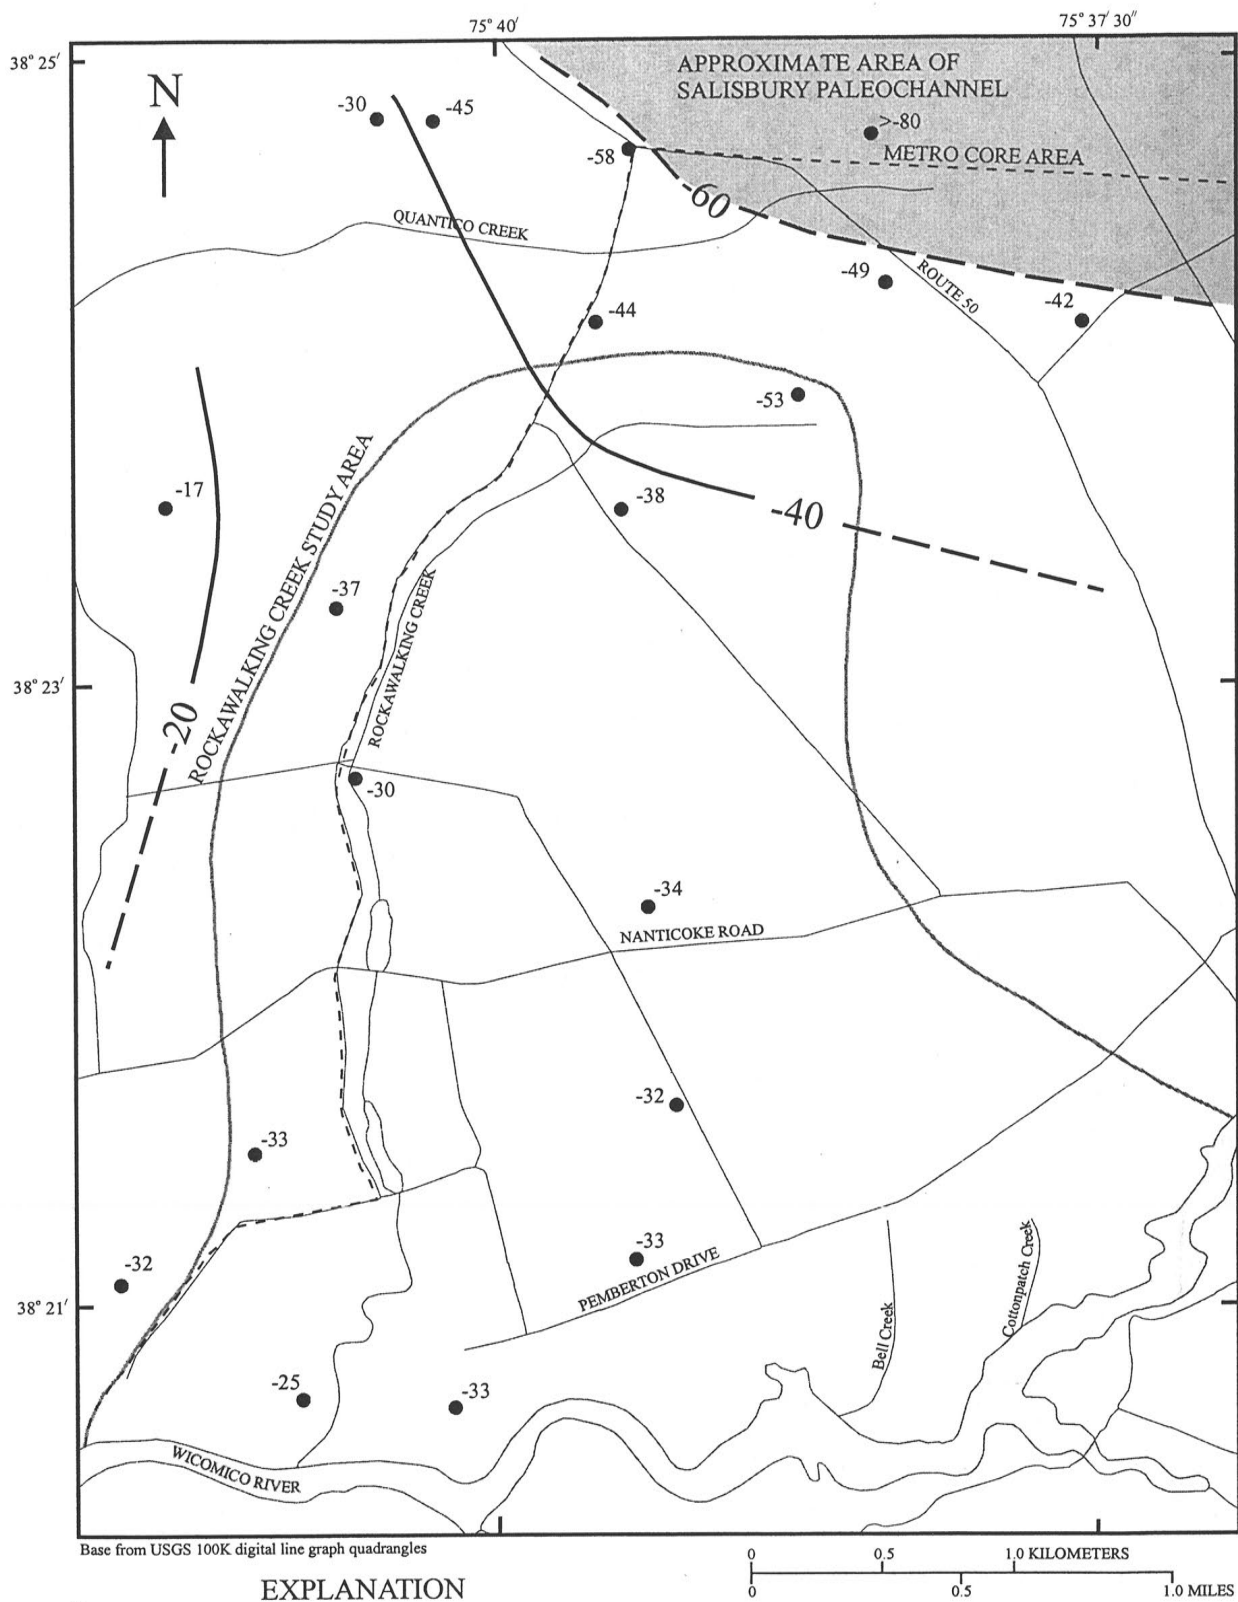 75° 40′
75° 37′ 30″
38° 25′
N
APPROXIMATE AREA OF
SALISBURY PALEOCHANNEL
-30
-45
>-80
-58
METRO CORE AREA
-60
QUANTICO CREEK
-49
ROUTE 50
-42
-44
-53
ROCKAWALKING CREEK STUDY AREA
-17
-38
-40
-37
ROCKAWALKING CREEK
38° 23′
-20
-30
-34
NANTICOKE ROAD
-32
-33
-33
-32
PEMBERTON DRIVE
Bell Creek
Cottonpatch Creek
38° 21′
-25
-33
WICOMICO RIVER
Base from USGS 100K digital line graph quadrangles
0 0.5 1.0 KILOMETERS
0 0.5 1.0 MILES
EXPLANATION